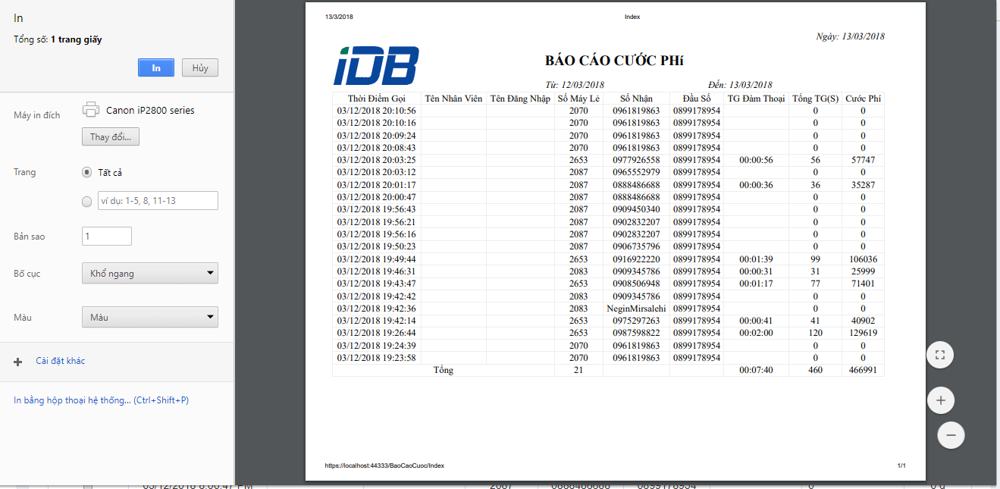 In
Tổng số: 1 trang giấy
In
Hủy
Máy in đích
Canon iP2800 series
Thay đổi...
Trang
Tất cả
ví dụ: 1-5, 8, 11-13
Bản sao
1
Bố cục
Khổ ngang
Màu
Màu
Cài đặt khác
In bằng hộp thoại hệ thống... (Ctrl+Shift+P)
13/3/2018 Index
Ngày: 13/03/2018
iDB
BÁO CÁO CƯỚC PHí
Từ: 12/03/2018 Đến: 13/03/2018
Thời Điểm Gọi Tên Nhân Viên Tên Đăng Nhập Số Máy Lẻ Số Nhận Đầu Số TG Đàm Thoại Tổng TG(S) Cước Phí
03/12/2018 20:10:56 2070 0961819863 0899178954 0 0
03/12/2018 20:10:16 2070 0961819863 0899178954 0 0
03/12/2018 20:09:24 2070 0961819863 0899178954 0 0
03/12/2018 20:08:43 2070 0961819863 0899178954 0 0
03/12/2018 20:03:25 2653 0977926558 0899178954 00:00:56 56 57747
03/12/2018 20:03:12 2087 0965552979 0899178954 0 0
03/12/2018 20:01:17 2087 0888486688 0899178954 00:00:36 36 35287
03/12/2018 20:00:47 2087 0888486688 0899178954 0 0
03/12/2018 19:56:43 2087 0909450340 0899178954 0 0
03/12/2018 19:56:21 2087 0902832207 0899178954 0 0
03/12/2018 19:56:16 2087 0902832207 0899178954 0 0
03/12/2018 19:50:23 2087 0906735796 0899178954 0 0
03/12/2018 19:49:44 2653 0916922220 0899178954 00:01:39 99 106036
03/12/2018 19:46:31 2083 0909345786 0899178954 00:00:31 31 25999
03/12/2018 19:43:47 2653 0908506948 0899178954 00:01:17 77 71401
03/12/2018 19:42:42 2083 0909345786 0899178954 0 0
03/12/2018 19:42:36 2083 NeginMirsalehi 0899178954 0 0
03/12/2018 19:42:14 2653 0975297263 0899178954 00:00:41 41 40902
03/12/2018 19:26:44 2653 0987598822 0899178954 00:02:00 120 129619
03/12/2018 19:24:39 2070 0961819863 0899178954 0 0
03/12/2018 19:23:58 2070 0961819863 0899178954 0 0
Tổng 21 00:07:40 460 466991
https://localhost:44333/BaoCaoCuoc/Index 1/1
03/12/2018 8:00:47 PM 2087 0888486688 0899178954 0 0 đ